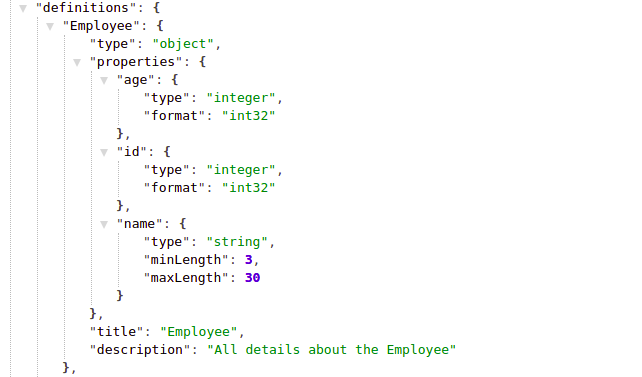 "definitions": {
"Employee": {
"type": "object",
"properties": {
"age": {
"type": "integer",
"format": "int32"
},
"id": {
"type": "integer",
"format": "int32"
},
"name": {
"type": "string",
"minLength": 3,
"maxLength": 30
}
},
"title": "Employee",
"description": "All details about the Employee"
},